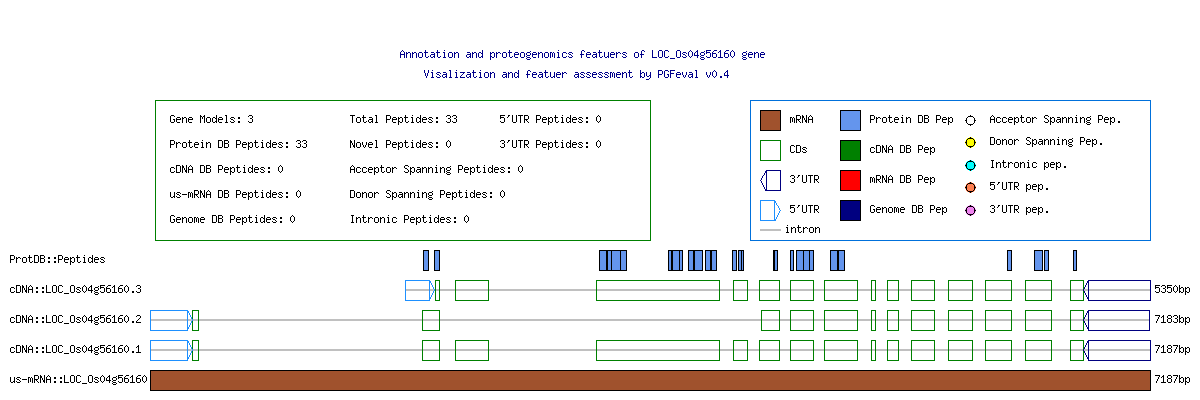 Annotation and proteogenomics featuers of LOC_Os04g56160 gene
Visalization and featuer assessment by PGFeval v0.4
Gene Models: 3 Total Peptides: 33 5'UTR Peptides: 0
Protein DB Peptides: 33 Novel Peptides: 0 3'UTR Peptides: 0
cDNA DB Peptides: 0 Acceptor Spanning Peptides: 0
us-mRNA DB Peptides: 0 Donor Spanning Peptides: 0
Genome DB Peptides: 0 Intronic Peptides: 0
mRNA Protein DB Pep Acceptor Spanning Pep.
CDs cDNA DB Pep Donor Spanning Pep.
3'UTR mRNA DB Pep Intronic pep.
5'UTR Genome DB Pep 5'UTR pep.
intron 3'UTR pep.
ProtDB::Peptides
cDNA::LOC_Os04g56160.3 5350bp
cDNA::LOC_Os04g56160.2 7183bp
cDNA::LOC_Os04g56160.1 7187bp
us-mRNA::LOC_Os04g56160 7187bp